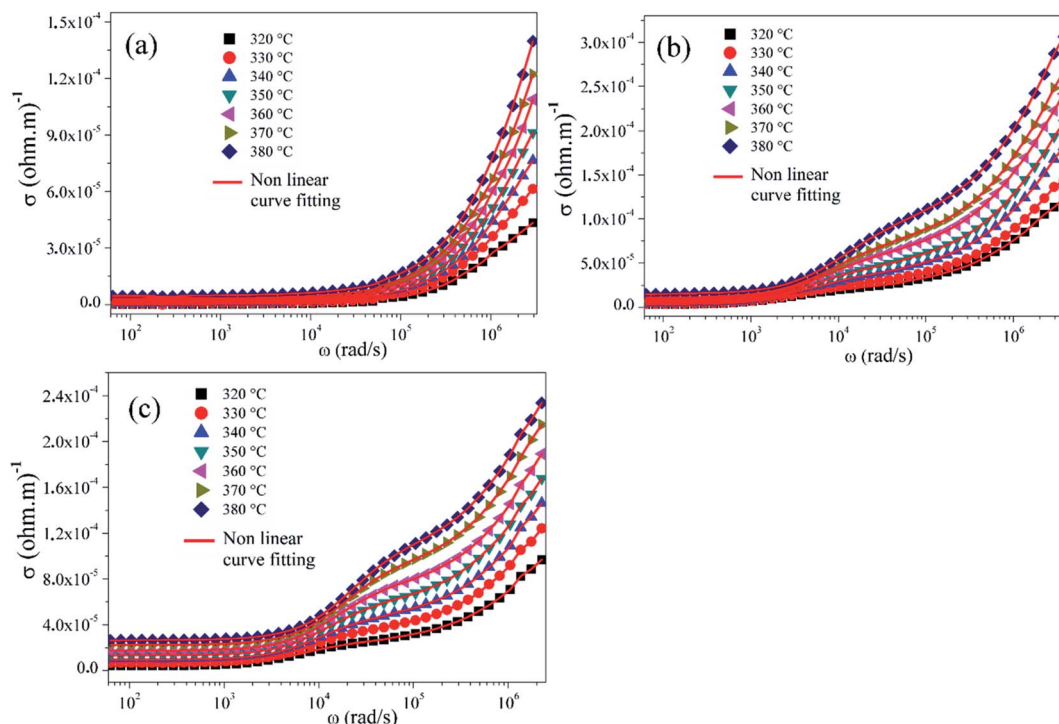 (a)
1.5x10⁻⁴
1.2x10⁻⁴
9.0x10⁻⁵
6.0x10⁻⁵
3.0x10⁻⁵
0.0
σ (ohm.m)⁻¹
320 °C
330 °C
340 °C
350 °C
360 °C
370 °C
380 °C
Non linear
curve fitting
10² 10³ 10⁴ 10⁵ 10⁶
ω (rad/s)
(b)
3.0x10⁻⁴
2.5x10⁻⁴
2.0x10⁻⁴
1.5x10⁻⁴
1.0x10⁻⁴
5.0x10⁻⁵
0.0
σ (ohm.m)⁻¹
320 °C
330 °C
340 °C
350 °C
360 °C
370 °C
380 °C
Non linear
curve fitting
10² 10³ 10⁴ 10⁵ 10⁶
ω (rad/s)
(c)
2.4x10⁻⁴
2.0x10⁻⁴
1.6x10⁻⁴
1.2x10⁻⁴
8.0x10⁻⁵
4.0x10⁻⁵
0.0
σ (ohm.m)⁻¹
320 °C
330 °C
340 °C
350 °C
360 °C
370 °C
380 °C
Non linear
curve fitting
10² 10³ 10⁴ 10⁵ 10⁶
ω (rad/s)